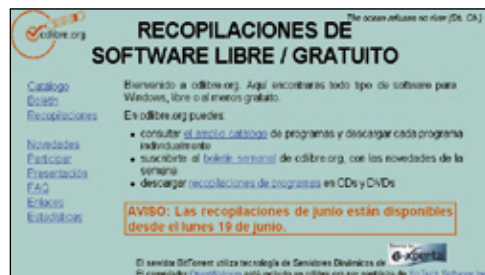 cdlibre.org
The ocean refuses no river (Sh. Ch.)
RECOPILACIONES DE
SOFTWARE LIBRE / GRATUITO
Catálogo
Boletín
Recopilaciones
Novedades
Participar
Presentación
FAQ
Enlaces
Estadísticas
Bienvenido a cdlibre.org. Aquí encontrarás todo tipo de software para
Windows, libre o al menos gratuito.
En cdlibre.org puedes:
consultar el amplio catálogo de programas y descargar cada programa
individualmente
suscribirte al boletín semanal de cdlibre.org, con las novedades de la
semana
descargar recopilaciones de programas en CDs y DVDs
AVISO: Las recopilaciones de junio están disponibles
desde el lunes 19 de junio.
El servidor BitTorrent utiliza tecnología de Servidores Dinámicos de
e-xperta